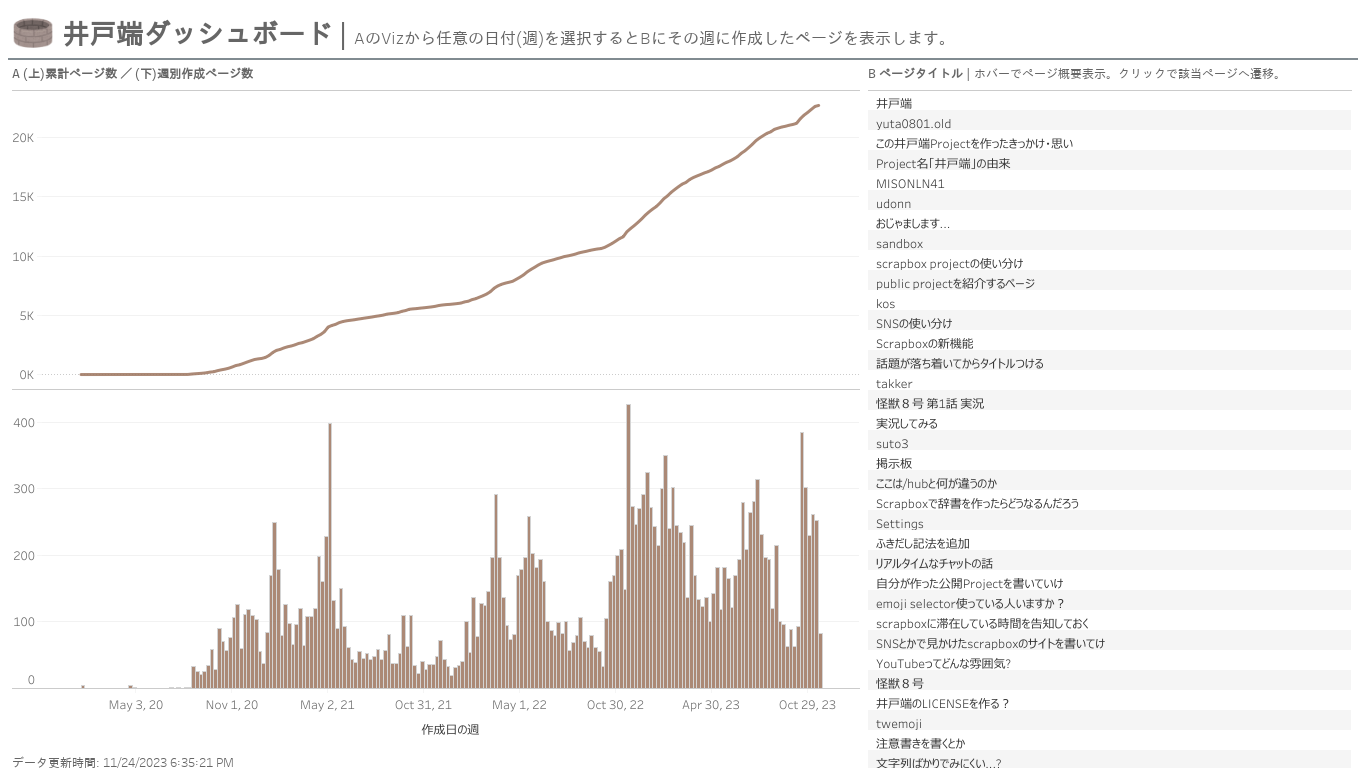 井戸端ダッシュボード | AのVizから任意の日付(週)を選択するとBにその週に作成したページを表示します。
A (上)累計ページ数 ／ (下)週別作成ページ数
20K
15K
10K
5K
0K
400
300
200
100
0
May 3, 20
Nov 1, 20
May 2, 21
Oct 31, 21
May 1, 22
Oct 30, 22
Apr 30, 23
Oct 29, 23
作成日の週
データ更新時間: 11/24/2023 6:35:21 PM
B ページタイトル | ホバーでページ概要表示。クリックで該当ページへ遷移。
井戸端
yuta0801.old
この井戸端Projectを作ったきっかけ・思い
Project名「井戸端」の由来
MISONLN41
udonn
おじゃまします…
sandbox
scrapbox projectの使い分け
public projectを紹介するページ
kos
SNSの使い分け
Scrapboxの新機能
話題が落ち着いてからタイトルつける
takker
怪獣８号 第1話 実況
実況してみる
suto3
掲示板
ここは/hubと何が違うのか
Scrapboxで辞書を作ったらどうなるんだろう
Settings
ふきだし記法を追加
リアルタイムなチャットの話
自分が作った公開Projectを書いていけ
emoji selector使っている人いますか？
scrapboxに滞在している時間を告知しておく
SNSとかで見かけたscrapboxのサイトを書いてけ
YouTubeってどんな雰囲気?
怪獣８号
井戸端のLICENSEを作る？
twemoji
注意書きを書くとか
文字列ばかりでみにくい…?